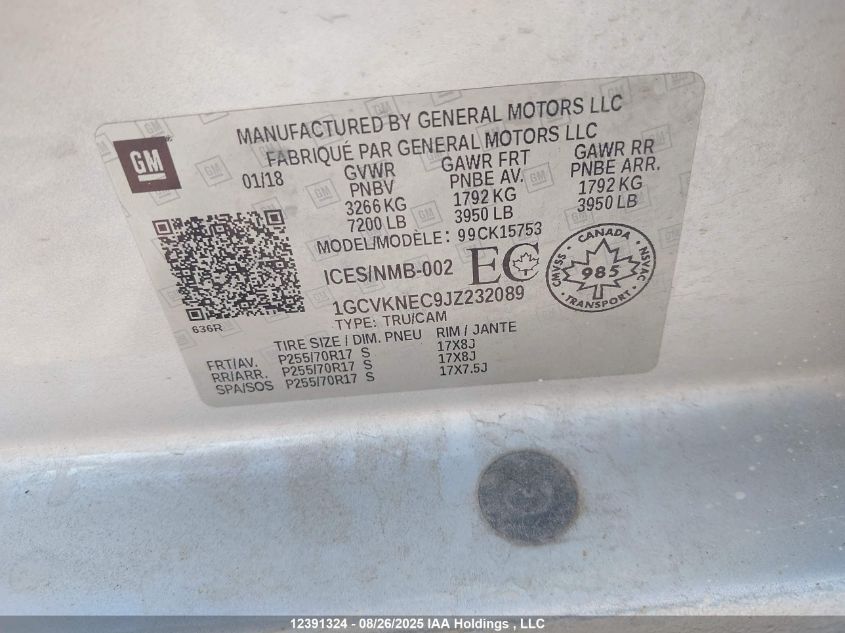 MANUFACTURED BY GENERAL MOTORS LLC
FABRIQUÉ PAR GENERAL MOTORS LLC
GM
01/18
GVWR
PNBV
3266 KG
7200 LB
GAWR FRT
PNBE AV.
1792 KG
3950 LB
GAWR RR
PNBE ARR.
1792 KG
3950 LB
MODEL/MODÈLE: 99CK15753
ICES/NMB-002
EC
CANADA
CMVSS
985
NSVAC
TRANSPORT
1GCVKNEC9JZ232089
TYPE: TRU/CAM
636R
TIRE SIZE / DIM. PNEU RIM / JANTE
FRT/AV. P255/70R17 S 17X8J
RR/ARR. P255/70R17 S 17X8J
SPA/SOS P255/70R17 S 17X7.5J
12391324 - 08/26/2025 IAA Holdings , LLC